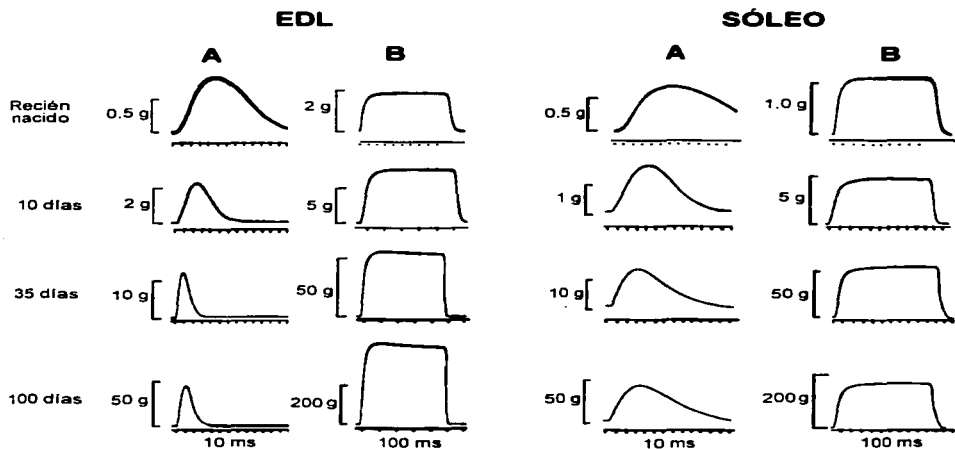 EDL SÓLEO
A B A B
Recién nacido 0.5 g 2 g 0.5 g 1.0 g
10 días 2 g 5 g 1 g 5 g
35 días 10 g 50 g 10 g 50 g
100 días 50 g 200 g 50 g 200 g
10 ms 100 ms 10 ms 100 ms